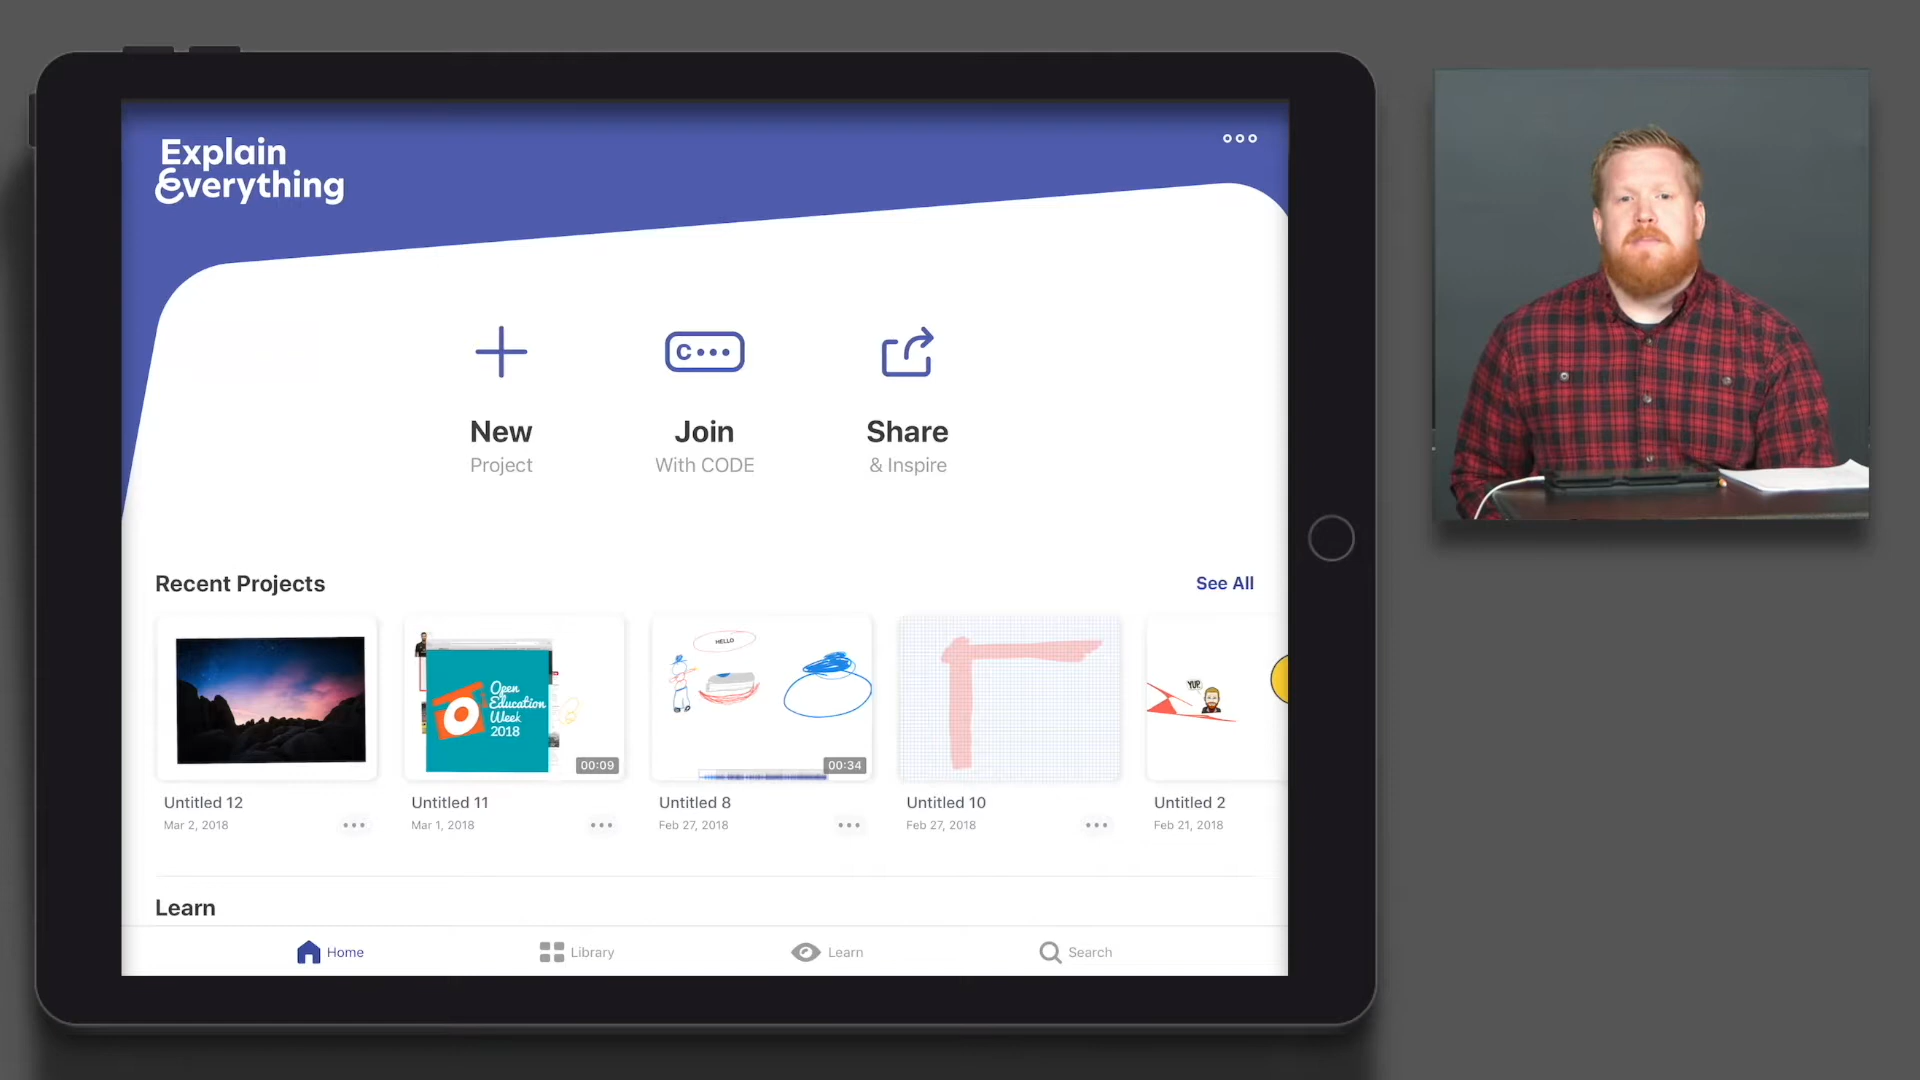 Explain
Everything
New
Project
Join
With CODE
Share
& Inspire
Recent Projects
See All
HELLO
Open
Education
Week
2018
00:09
00:34
YUP
Untitled 12
Mar 2, 2018
Untitled 11
Mar 1, 2018
Untitled 8
Feb 27, 2018
Untitled 10
Feb 27, 2018
Untitled 2
Feb 21, 2018
Learn
Home
Library
Learn
Search